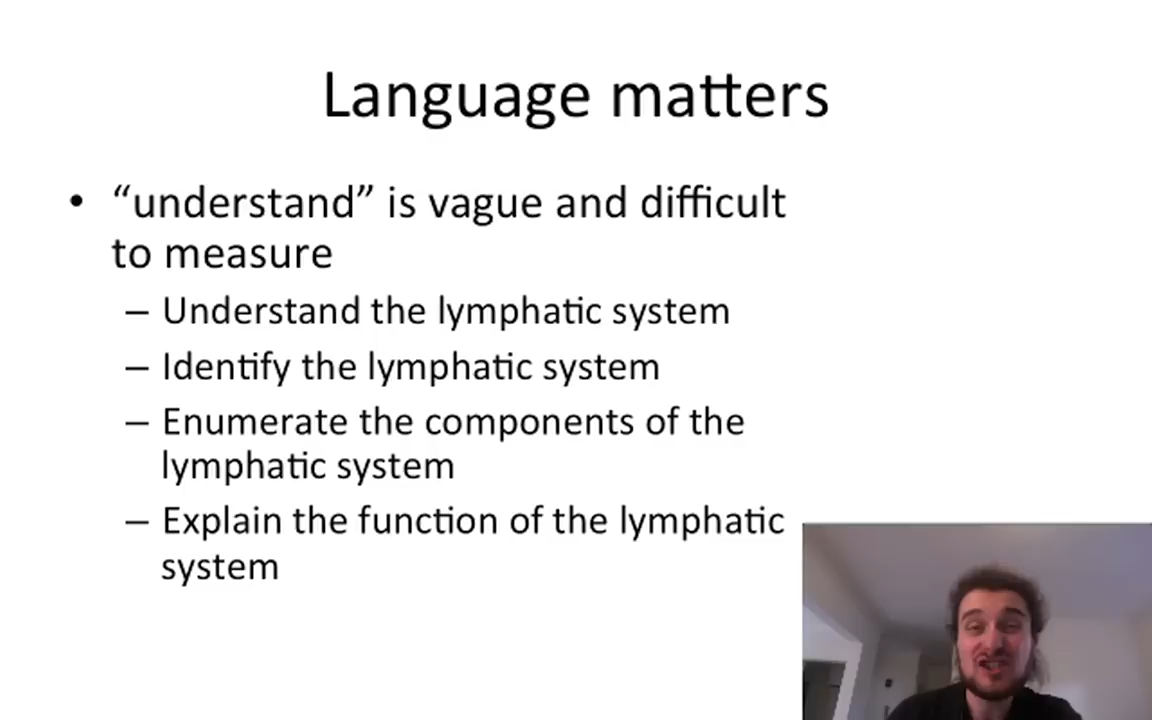 Language matters
• “understand” is vague and difficult
to measure
– Understand the lymphatic system
– Identify the lymphatic system
– Enumerate the components of the
lymphatic system
– Explain the function of the lymphatic
system